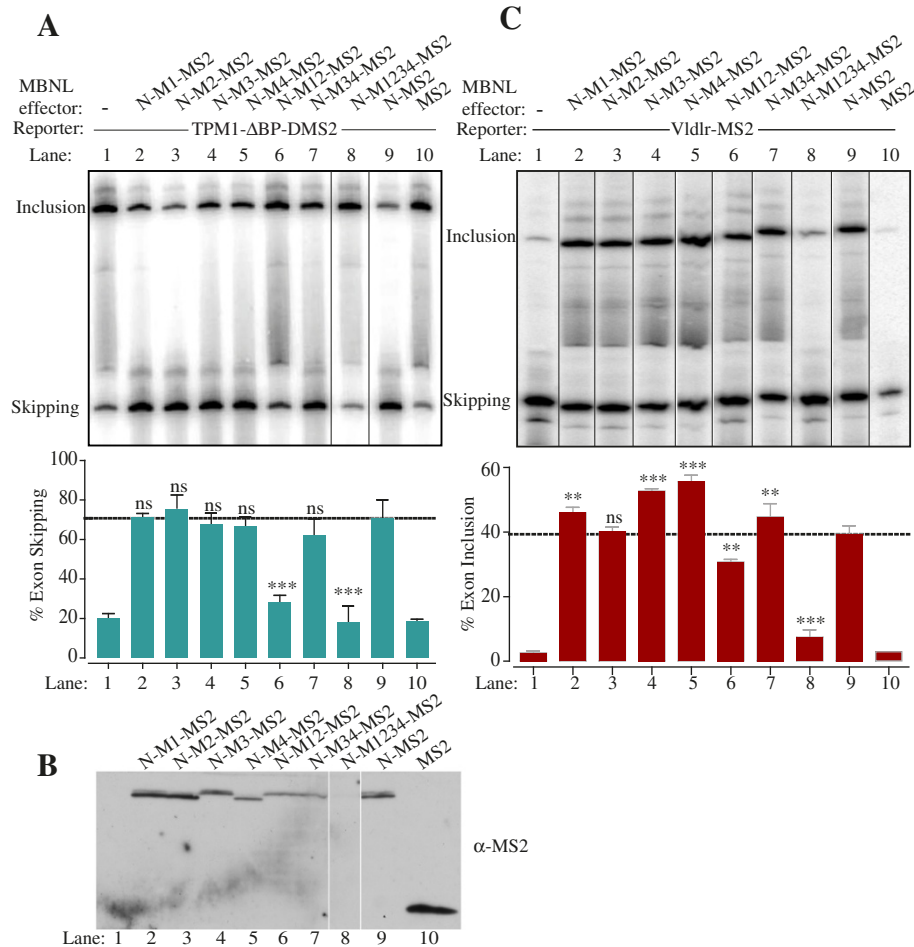 A
MBNL effector: - N-M1-MS2 N-M2-MS2 N-M3-MS2 N-M4-MS2 N-M12-MS2 N-M34-MS2 N-M1234-MS2 N-MS2 MS2
Reporter: TPM1-ΔBP-DMS2
Lane: 1 2 3 4 5 6 7 8 9 10
Inclusion
Skipping
% Exon Skipping
100
80
60
40
20
0
ns ns ns ns *** ns ***
Lane: 1 2 3 4 5 6 7 8 9 10
C
MBNL effector: - N-M1-MS2 N-M2-MS2 N-M3-MS2 N-M4-MS2 N-M12-MS2 N-M34-MS2 N-M1234-MS2 N-MS2 MS2
Reporter: Vldlr-MS2
Lane: 1 2 3 4 5 6 7 8 9 10
Inclusion
Skipping
% Exon Inclusion
60
40
20
0
** ns *** *** ** ** ***
Lane: 1 2 3 4 5 6 7 8 9 10
B
N-M1-MS2 N-M2-MS2 N-M3-MS2 N-M4-MS2 N-M12-MS2 N-M34-MS2 N-M1234-MS2 N-MS2 MS2
α-MS2
Lane: 1 2 3 4 5 6 7 8 9 10